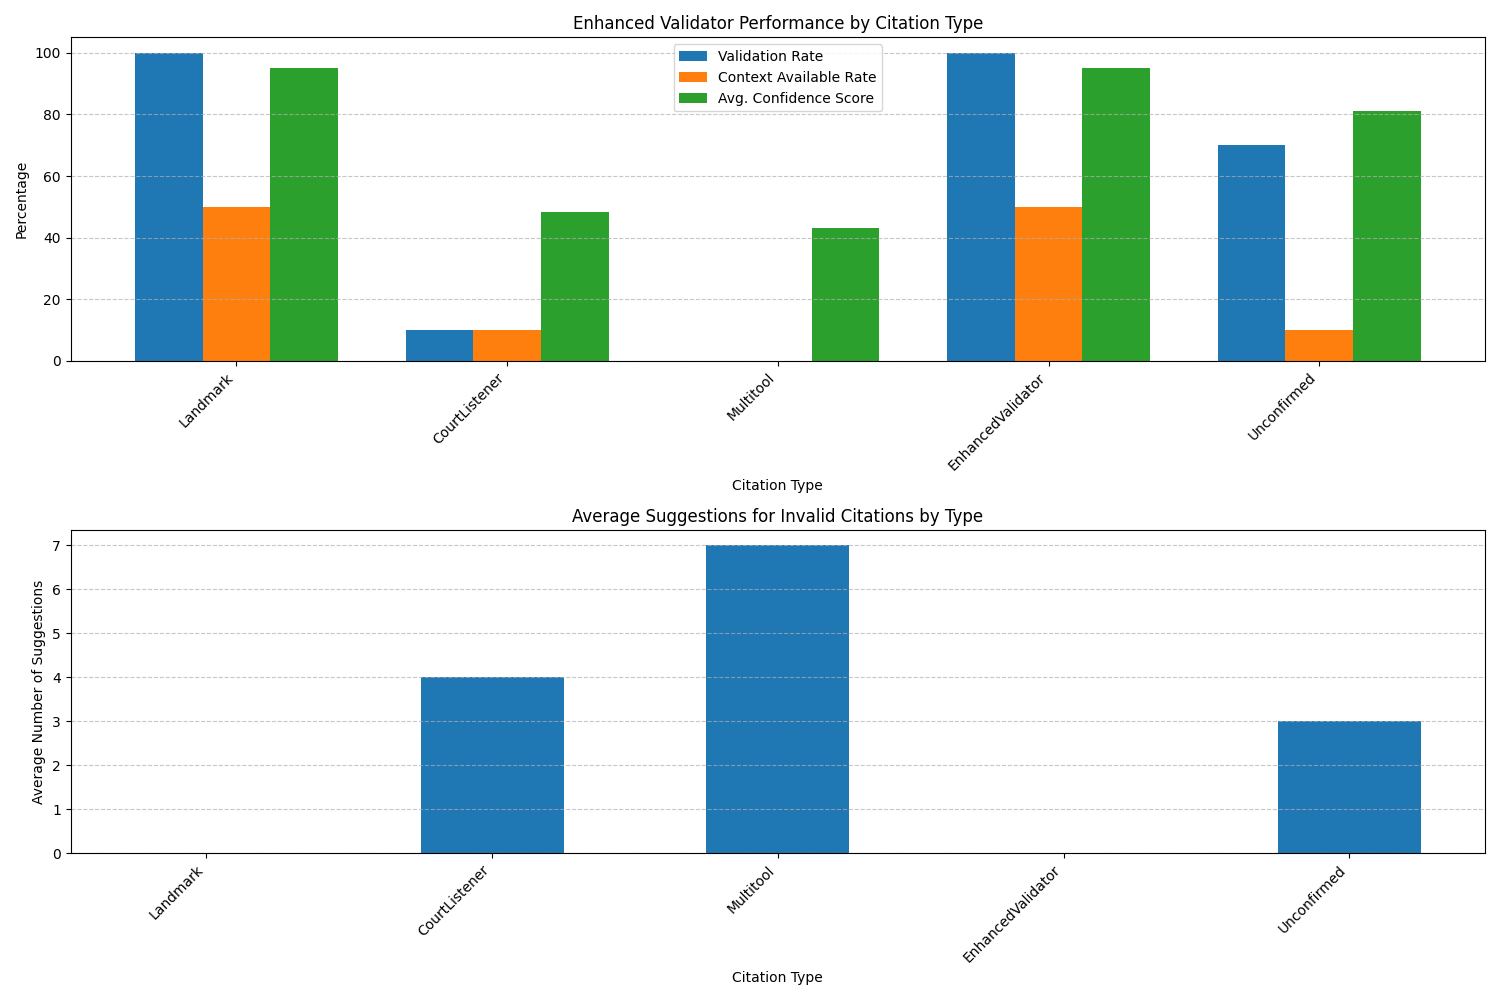 Enhanced Validator Performance by Citation Type
Validation Rate
Context Available Rate
Avg. Confidence Score
Percentage
100
80
60
40
20
0
Landmark
CourtListener
Multitool
EnhancedValidator
Unconfirmed
Citation Type
Average Suggestions for Invalid Citations by Type
Average Number of Suggestions
7
6
5
4
3
2
1
0
Landmark
CourtListener
Multitool
EnhancedValidator
Unconfirmed
Citation Type